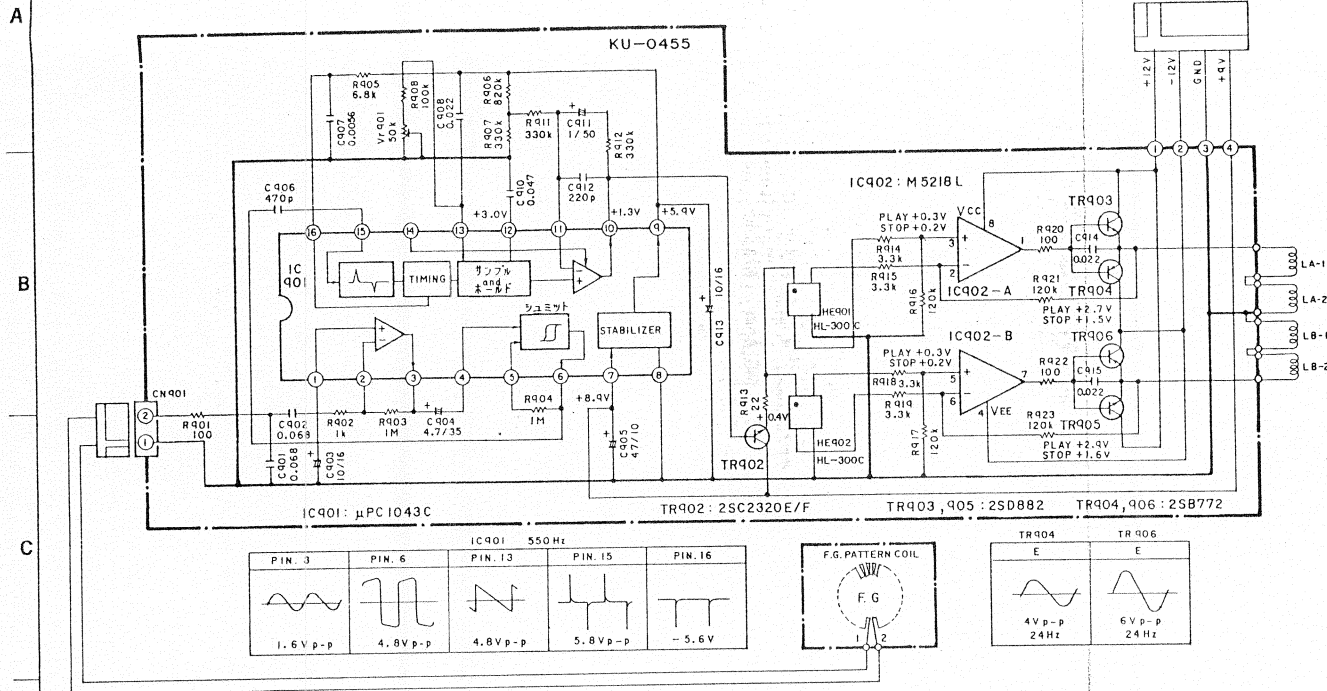 A
KU-0455
+12V
-12V
GND
+9V
R905
6.8k
R908
100k
C908
0.022
R906
820k
C907
0.0056
VR901
50k
R907
330k
R911
330k
+
C911
1/50
R912
330k
1
2
3
4
C906
470p
C910
0.047
C912
220p
IC902: M5218L
+3.0V
+1.3V
+5.9V
TR903
PLAY +0.3V
STOP +0.2V
VCC
8
16
15
14
13
12
11
10
9
R914
3.3k
3
+
1
R920
100
C914
0.022
B
IC
901
TIMING
サンプル
and
ホールド
-
+
+
10/16
C913
R915
3.3k
2
-
R916
120k
IC902-A
R921
120k
TR904
PLAY +2.7V
STOP +1.5V
LA-1
LA-2
LB-1
LB-2
シュミット
STABILIZER
+
-
HE901
HL-300C
IC902-B
TR906
PLAY +0.3V
STOP +0.2V
R922
100
C915
0.022
1
2
3
4
5
6
7
8
+8.9V
R918
3.3k
5
+
7
R919
3.3k
6
-
4
VEE
R923
120k
TR905
PLAY +2.9V
STOP +1.6V
CN901
2
1
R901
100
C902
0.068
R902
1k
R903
1M
+
C904
4.7/35
R904
1M
R913
22
+0.4V
TR902
HE902
HL-300C
R917
120k
C901
0.068
+
C903
10/16
+
C905
47/10
IC901: μPC1043C
TR902: 2SC2320E/F
TR903, 905: 2SD882
TR904, 906: 2SB772
C
IC901 550Hz
PIN. 3
PIN. 6
PIN. 13
PIN. 15
PIN. 16
1.6Vp-p
4.8Vp-p
4.8Vp-p
5.8Vp-p
-5.6V
F.G. PATTERN COIL
F. G
1
2
TR904
TR906
E
E
4Vp-p
24Hz
6Vp-p
24Hz